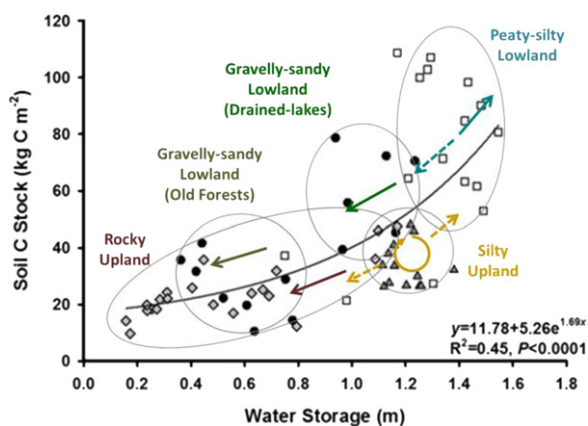 Peaty-silty
Lowland
Gravelly-sandy
Lowland
(Drained-lakes)
Gravelly-sandy
Lowland
(Old Forests)
Rocky
Upland
Silty
Upland
y=11.78+5.26e^1.69x
R²=0.45, P<0.0001
Soil C Stock (kg C m⁻²)
120
100
80
60
40
20
0
0.0 0.2 0.4 0.6 0.8 1.0 1.2 1.4 1.6 1.8
Water Storage (m)